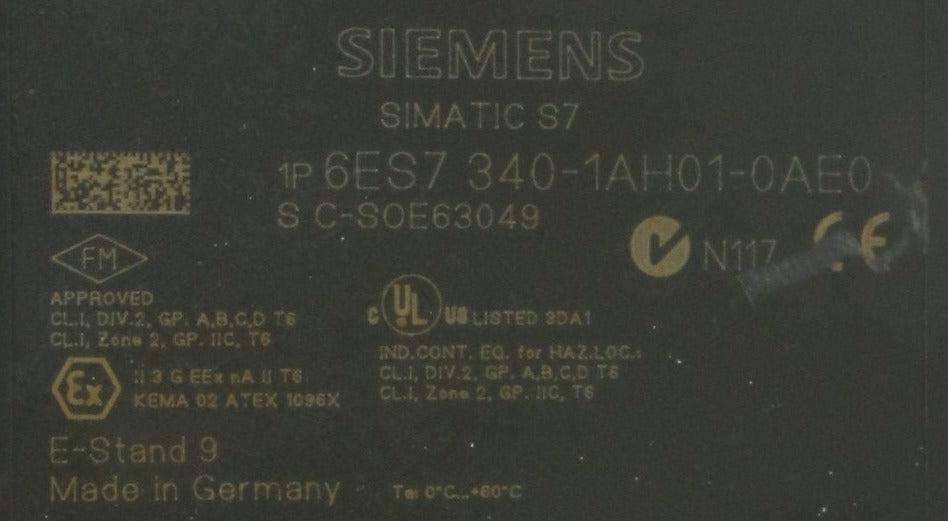 SIEMENS
SIMATIC S7
1P 6ES7 340-1AH01-0AE0
S C-SOE63049
N117 CE
FM
APPROVED
CL.I, DIV.2, GP. A,B,C,D T6
CL.I, Zone 2, GP. IIC, T6
C UL US LISTED 3DA1
IND.CONT. EQ. for HAZ.LOC.:
CL.I, DIV.2, GP. A,B,C,D T6
CL.I, Zone 2, GP. IIC, T6
Ex II 3 G EEx nA II T6
KEMA 02 ATEX 1096X
E-Stand 9
Made in Germany
Ta: 0°C...+60°C